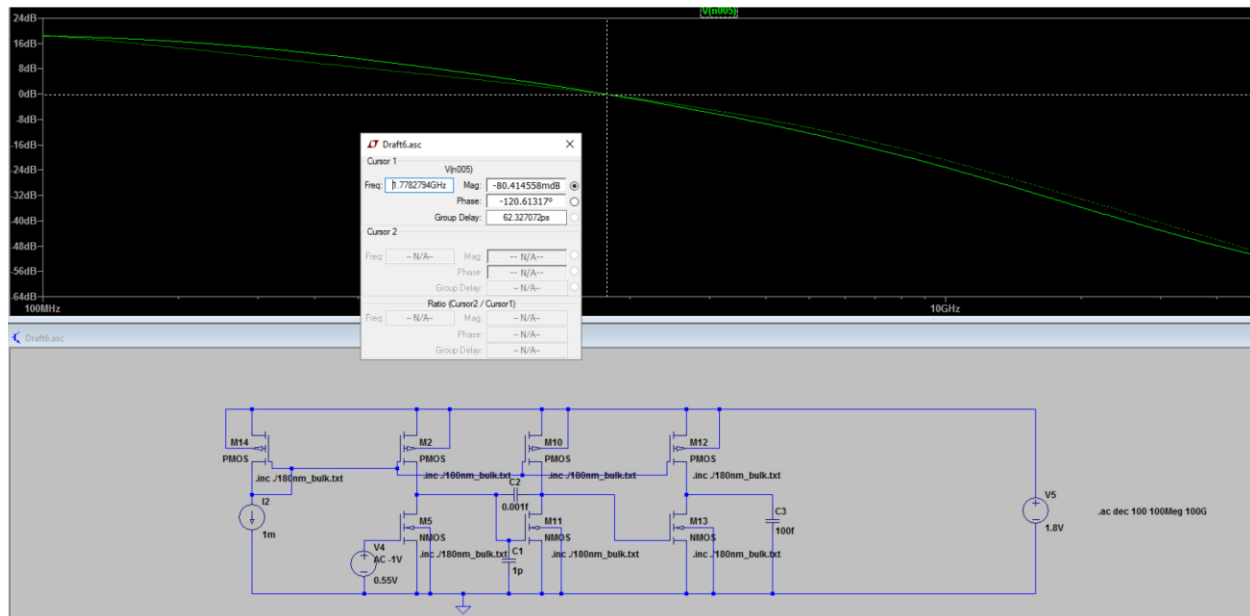 V(n005)
24dB
16dB
8dB
0dB
-8dB
-16dB
-24dB
-32dB
-40dB
-48dB
-56dB
-64dB
100MHz
10GHz
Draft6.asc
Cursor 1
V(n005)
Freq: 1.7782794GHz Mag: -80.414558mdB
Phase: -120.61317°
Group Delay: 62.327072ps
Cursor 2
Freq: -- N/A-- Mag: -- N/A--
Phase: -- N/A--
Group Delay: -- N/A--
Ratio (Cursor2 / Cursor1)
Freq: -- N/A-- Mag: -- N/A--
Phase: -- N/A--
Group Delay: -- N/A--
Draft6.asc
M14
PMOS
.inc ./180nm_bulk.txt
M2
PMOS
.inc ./180nm_bulk.txt
M10
PMOS
.inc ./180nm_bulk.txt
M12
PMOS
.inc ./180nm_bulk.txt
I2
1m
V4
AC -1V
0.55V
M5
NMOS
.inc ./180nm_bulk.txt
C2
0.001f
C1
1p
M11
NMOS
.inc ./180nm_bulk.txt
M13
NMOS
.inc ./180nm_bulk.txt
C3
100f
V5
1.8V
.ac dec 100 100Meg 100G